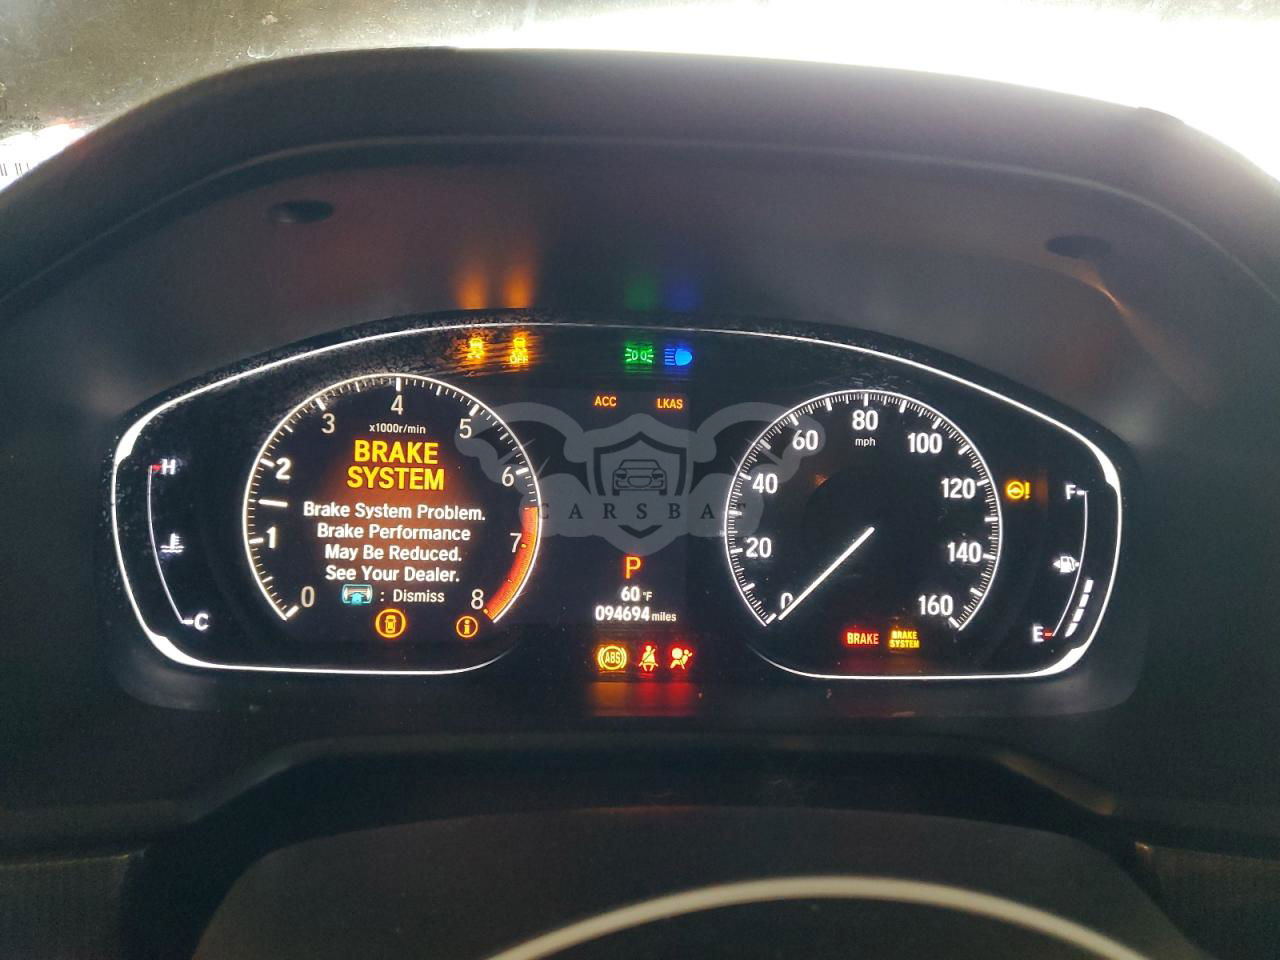 OFF
ACC
LKAS
3
4
5
x1000r/min
2
6
1
7
0
8
BRAKE
SYSTEM
Brake System Problem.
Brake Performance
May Be Reduced.
See Your Dealer.
: Dismiss
i
H
C
CARSBA
P
60 °F
094694 miles
ABS
80
mph
60
100
40
120
20
140
0
160
BRAKE
BRAKE
SYSTEM
!
F
E